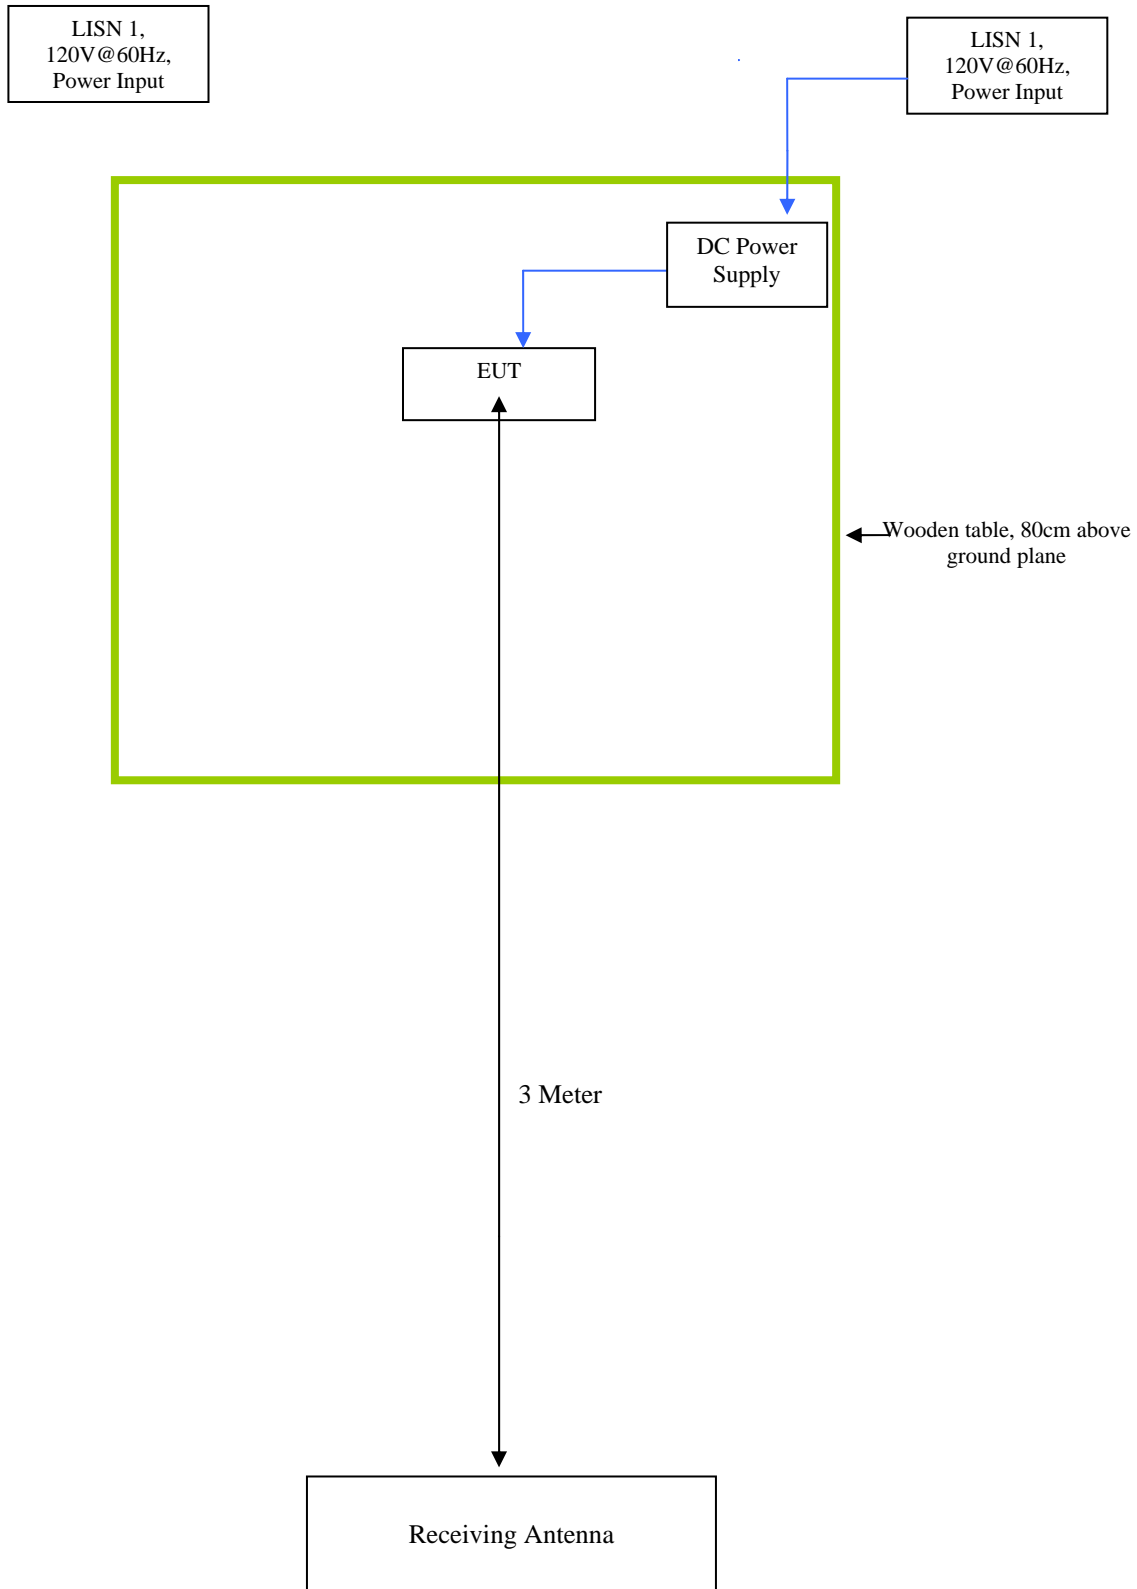 LISN 1,
120V@60Hz,
Power Input
LISN 1,
120V@60Hz,
Power Input
DC Power
Supply
EUT
Wooden table, 80cm above
ground plane
3 Meter
Receiving Antenna